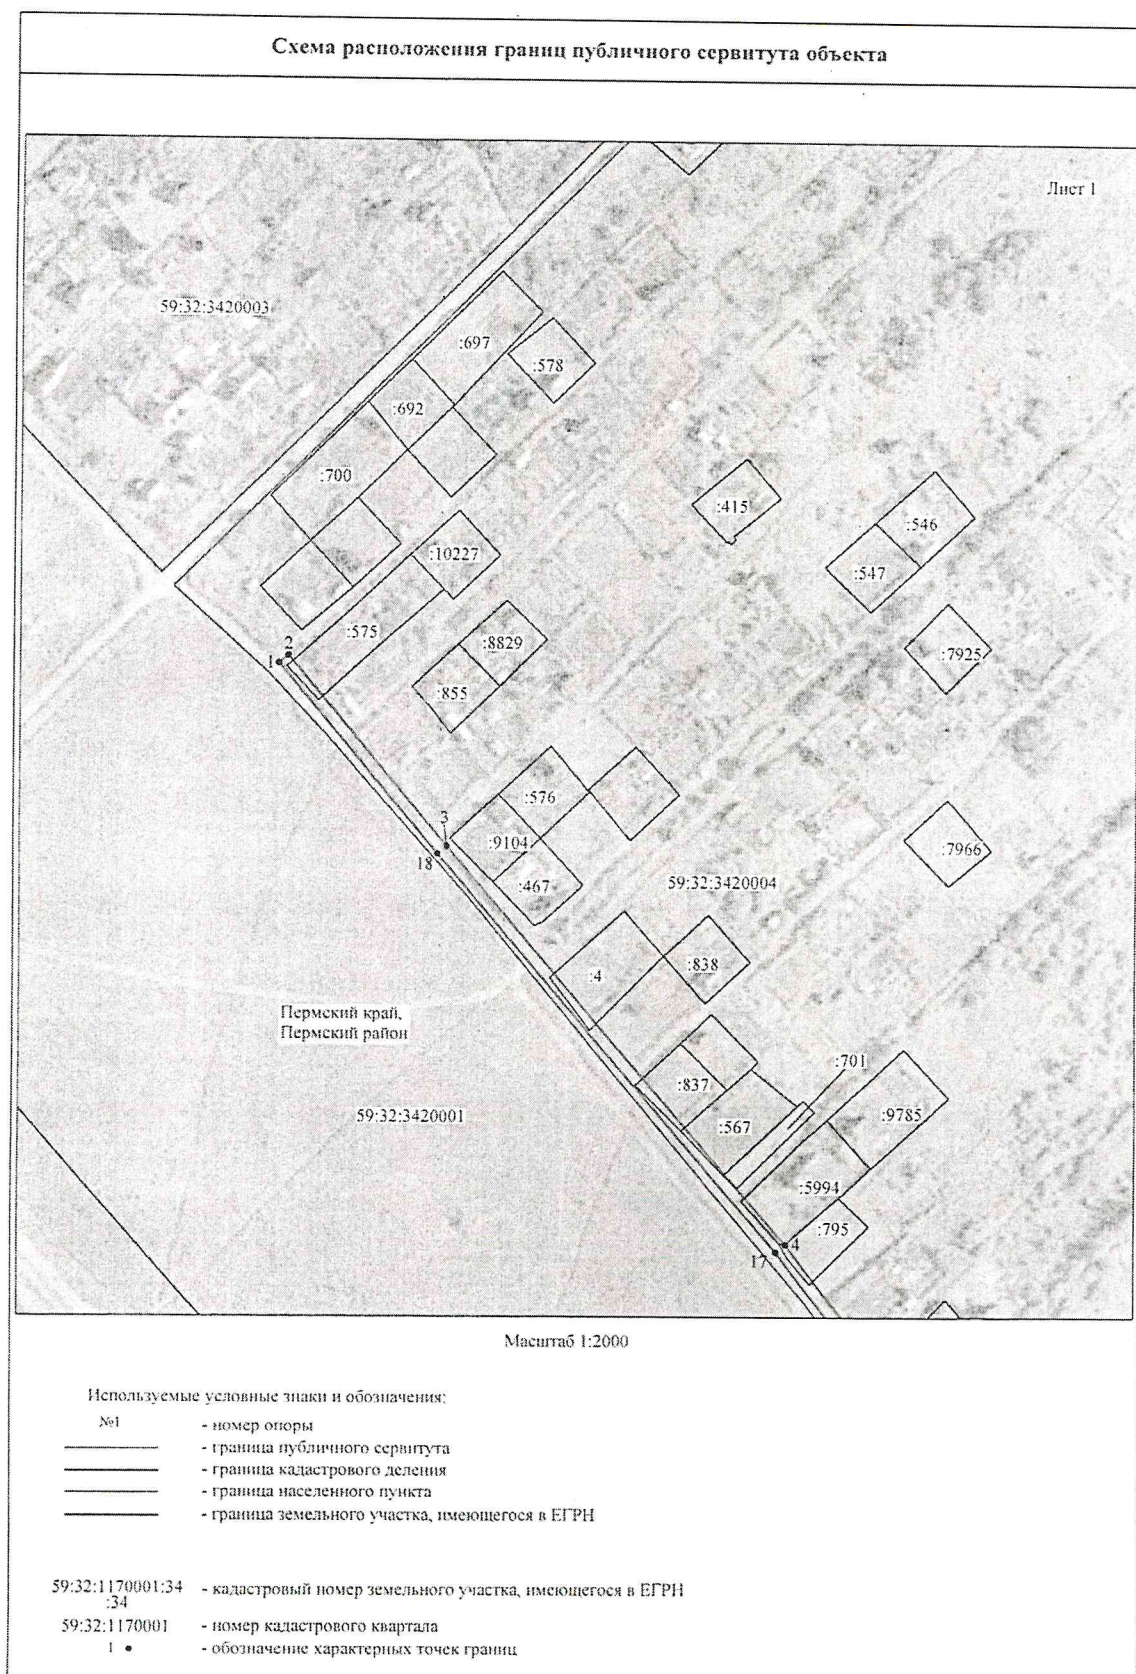 Схема расположения границ публичного сервитута объекта
Лист 1
59:32:3420003
:697
:578
:692
:700
:415
:546
:10227
:547
:575
:8829
:7925
2
1
:855
:576
3
:9104
:7966
18
:467
59:32:3420004
:4
:838
Пермский край,
Пермский район
:701
:837
59:32:3420001
:9785
:567
:5994
:795
4
17
Масштаб 1:2000
Используемые условные знаки и обозначения:
№1 - номер опоры
- граница публичного сервитута
- граница кадастрового деления
- граница населенного пункта
- граница земельного участка, имеющегося в ЕГРН
59:32:1170001:34 - кадастровый номер земельного участка, имеющегося в ЕГРН
:34
59:32:1170001 - номер кадастрового квартала
1 • - обозначение характерных точек границ